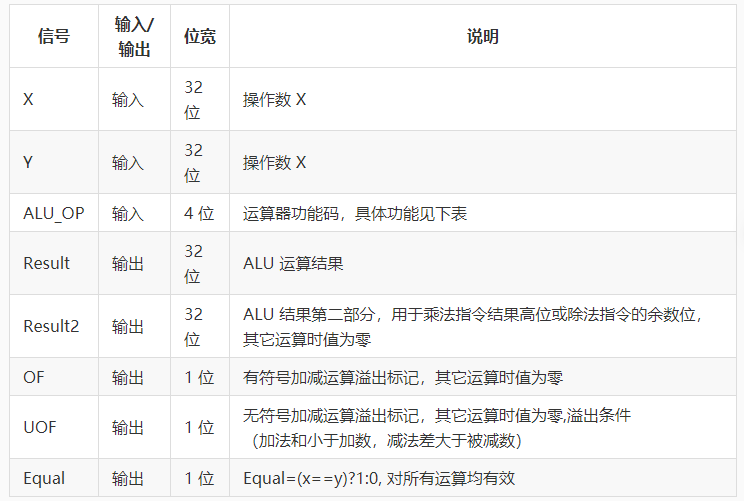 信号 输入/输出 位宽 说明
X 输入 32位 操作数 X
Y 输入 32位 操作数 X
ALU_OP 输入 4 位 运算器功能码，具体功能见下表
Result 输出 32位 ALU 运算结果
Result2 输出 32位 ALU 结果第二部分，用于乘法指令结果高位或除法指令的余数位，
其它运算时值为零
OF 输出 1 位 有符号加减运算溢出标记，其它运算时值为零
UOF 输出 1 位 无符号加减运算溢出标记，其它运算时值为零,溢出条件
（加法和小于加数，减法差大于被减数）
Equal 输出 1 位 Equal=(x==y)?1:0, 对所有运算均有效